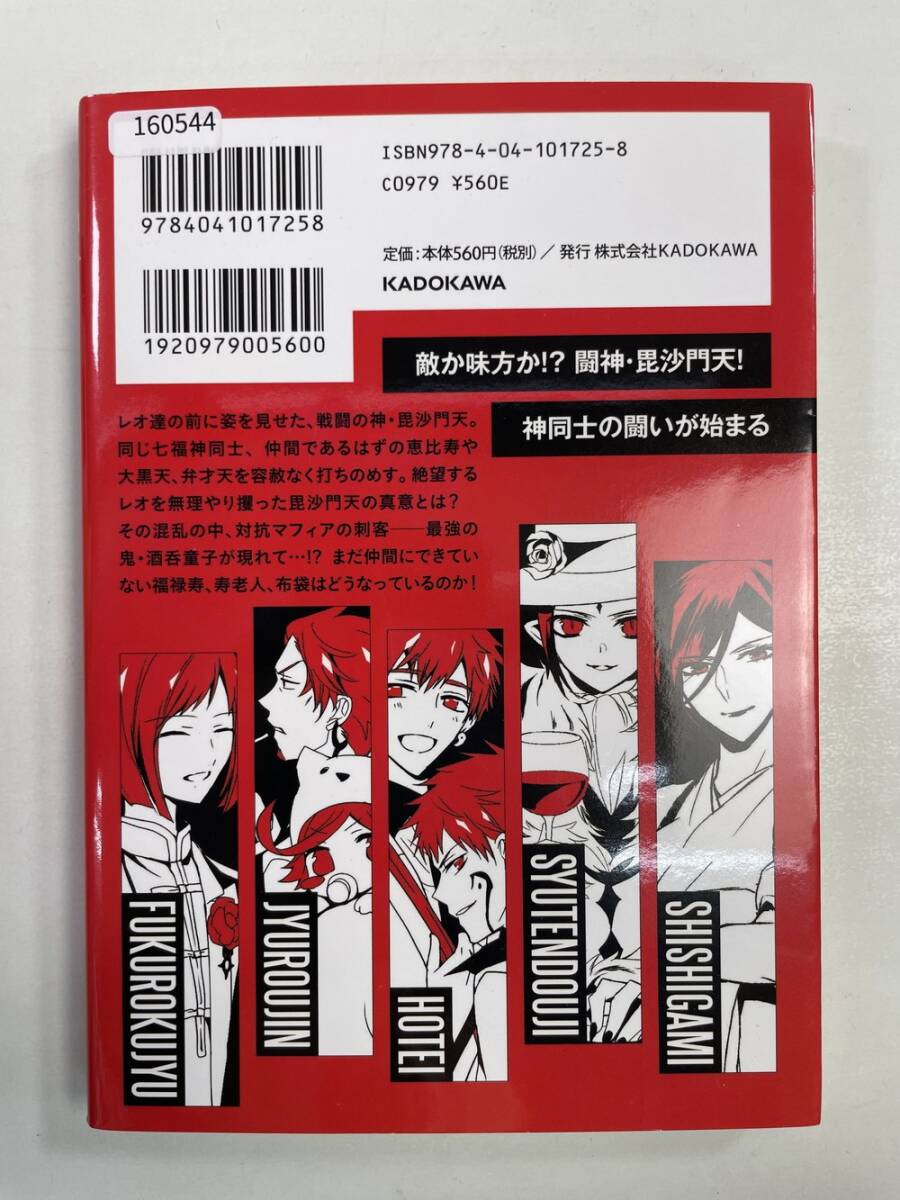 160544
9784041017258
ISBN978-4-04-101725-8
C0979 ¥560E
定価:本体560円(税別)/ 発行 株式会社KADOKAWA
KADOKAWA
1920979005600
敵か味方か!? 闘神・毘沙門天!
神同士の闘いが始まる
レオ達の前に姿を見せた、戦闘の神・毘沙門天。
同じ七福神同士、仲間であるはずの恵比寿や
大黒天、弁才天を容赦なく打ちのめす。絶望する
レオを無理やり攫った毘沙門天の真意とは?
その混乱の中、対抗マフィアの刺客──最強の
鬼・酒呑童子が現れて…!? まだ仲間にできてい
ない福禄寿、寿老人、布袋はどうなっているのか!
FUKUROKUJYU
JYUROUJIN
HOTEI
SYUTENDOUJI
SHISHIGAMI